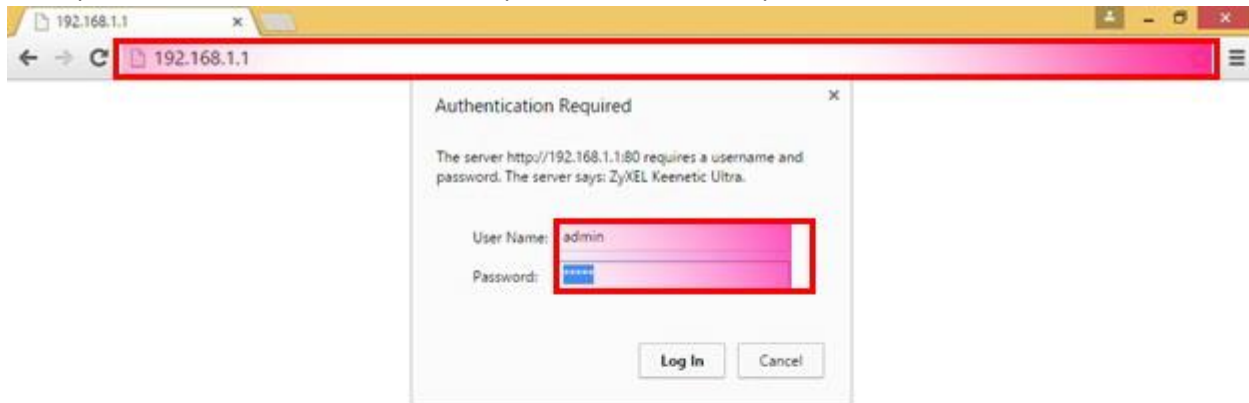 192.168.1.1
192.168.1.1
Authentication Required
The server http://192.168.1.1:80 requires a username and
password. The server says: ZyXEL Keenetic Ultra.
User Name: admin
Password: *****
Log In Cancel